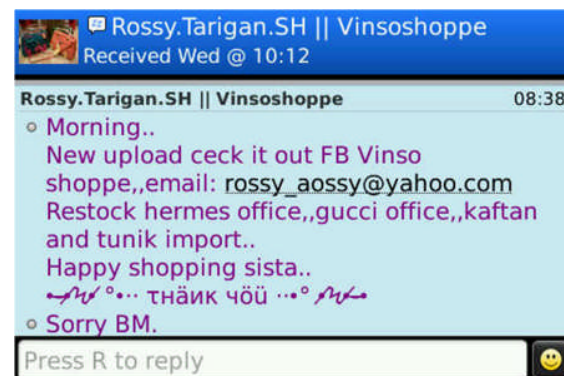 Rossy.Tarigan.SH || Vinsoshoppe
Received Wed @ 10:12
Rossy.Tarigan.SH || Vinsoshoppe 08:38
Morning..
New upload ceck it out FB Vinso
shoppe,,email: rossy_aossy@yahoo.com
Restock hermes office,,gucci office,,kaftan
and tunik import..
Happy shopping sista..
°•·· тнäик чöü ··•°
Sorry BM.
Press R to reply